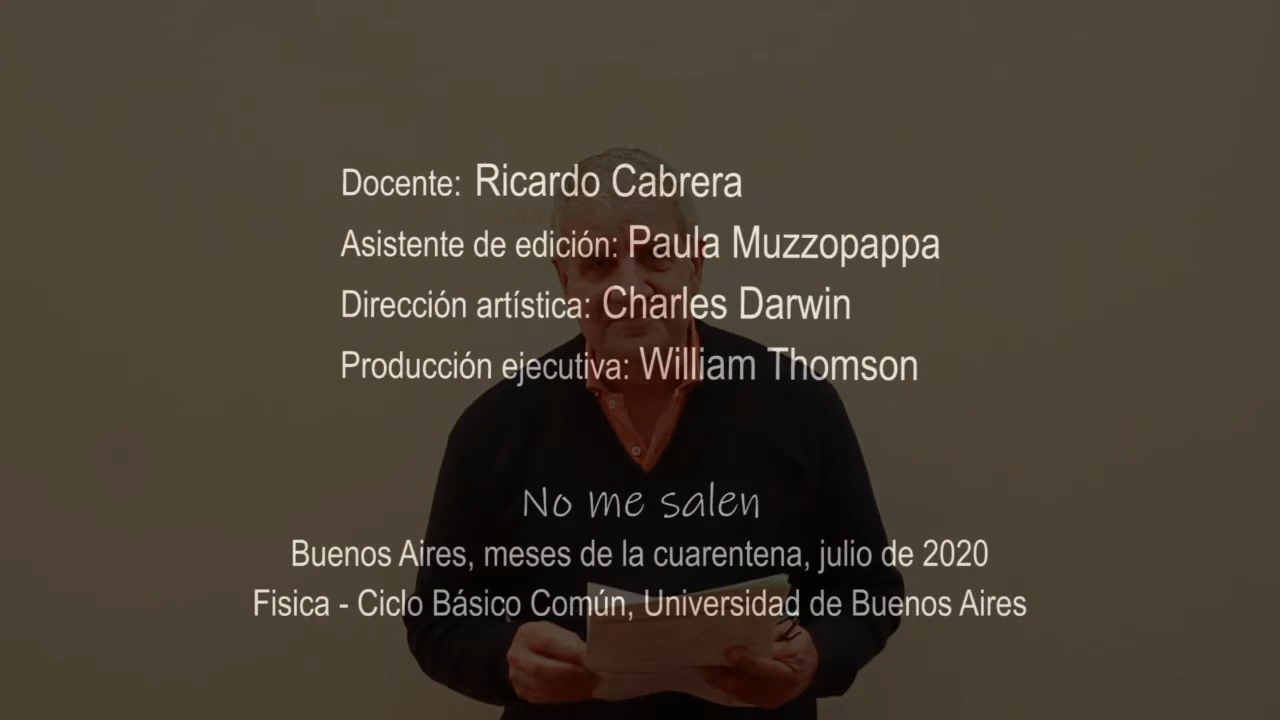 Docente: Ricardo Cabrera
Asistente de edición: Paula Muzzopappa
Dirección artística: Charles Darwin
Producción ejecutiva: William Thomson
No me salen
Buenos Aires, meses de la cuarentena, julio de 2020
Fisica - Ciclo Básico Común, Universidad de Buenos Aires